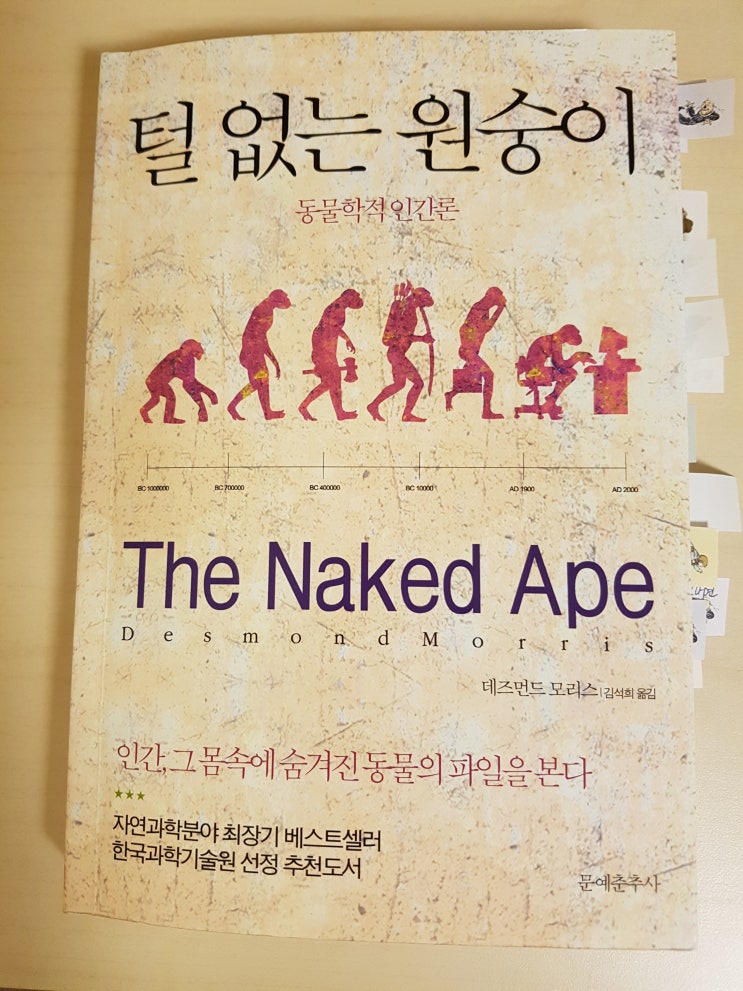 털 없는 원숭이
동물학적 인간론
BC 1000000 BC 700000 BC 400000 BC 10000 AD 1900 AD 2000
The Naked Ape
Desmond Morris
데즈먼드 모리스 | 김석희 옮김
인간, 그 몸속에 숨겨진 동물의 파일을 본다
★★★
자연과학분야 최장기 베스트셀러
한국과학기술원 선정 추천도서
문예춘추사